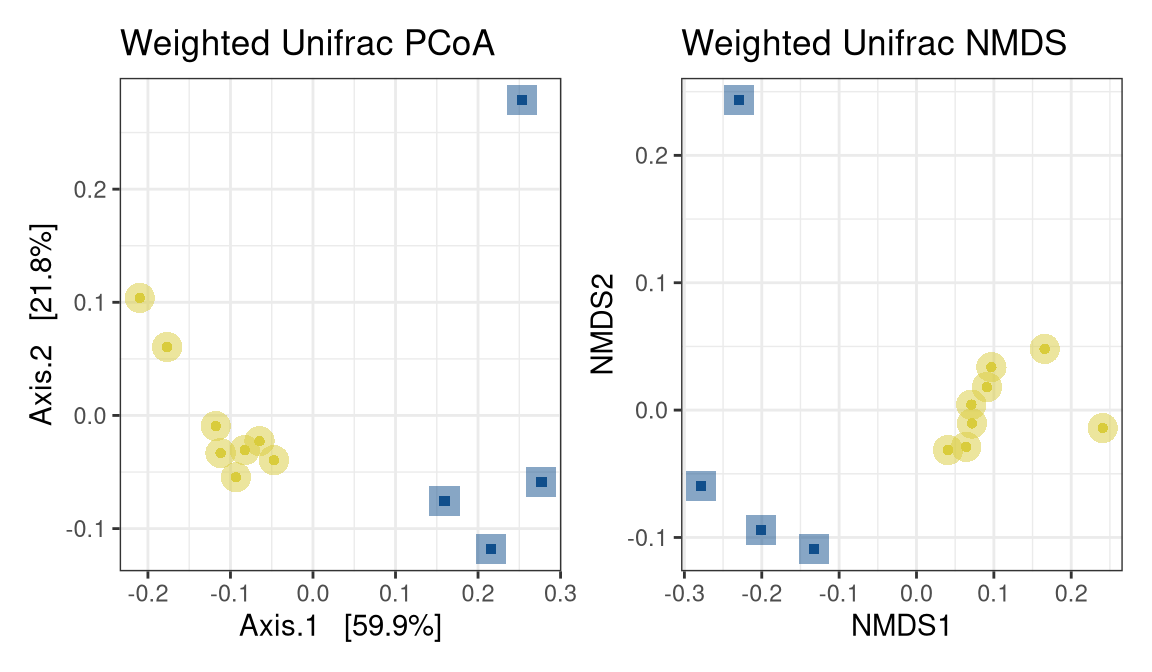 Weighted Unifrac PCoA
Axis.2 [21.8%]
0.2
0.1
0.0
-0.1
-0.2 -0.1 0.0 0.1 0.2 0.3
Axis.1 [59.9%]
Weighted Unifrac NMDS
NMDS2
0.2
0.1
0.0
-0.1
-0.3 -0.2 -0.1 0.0 0.1 0.2
NMDS1